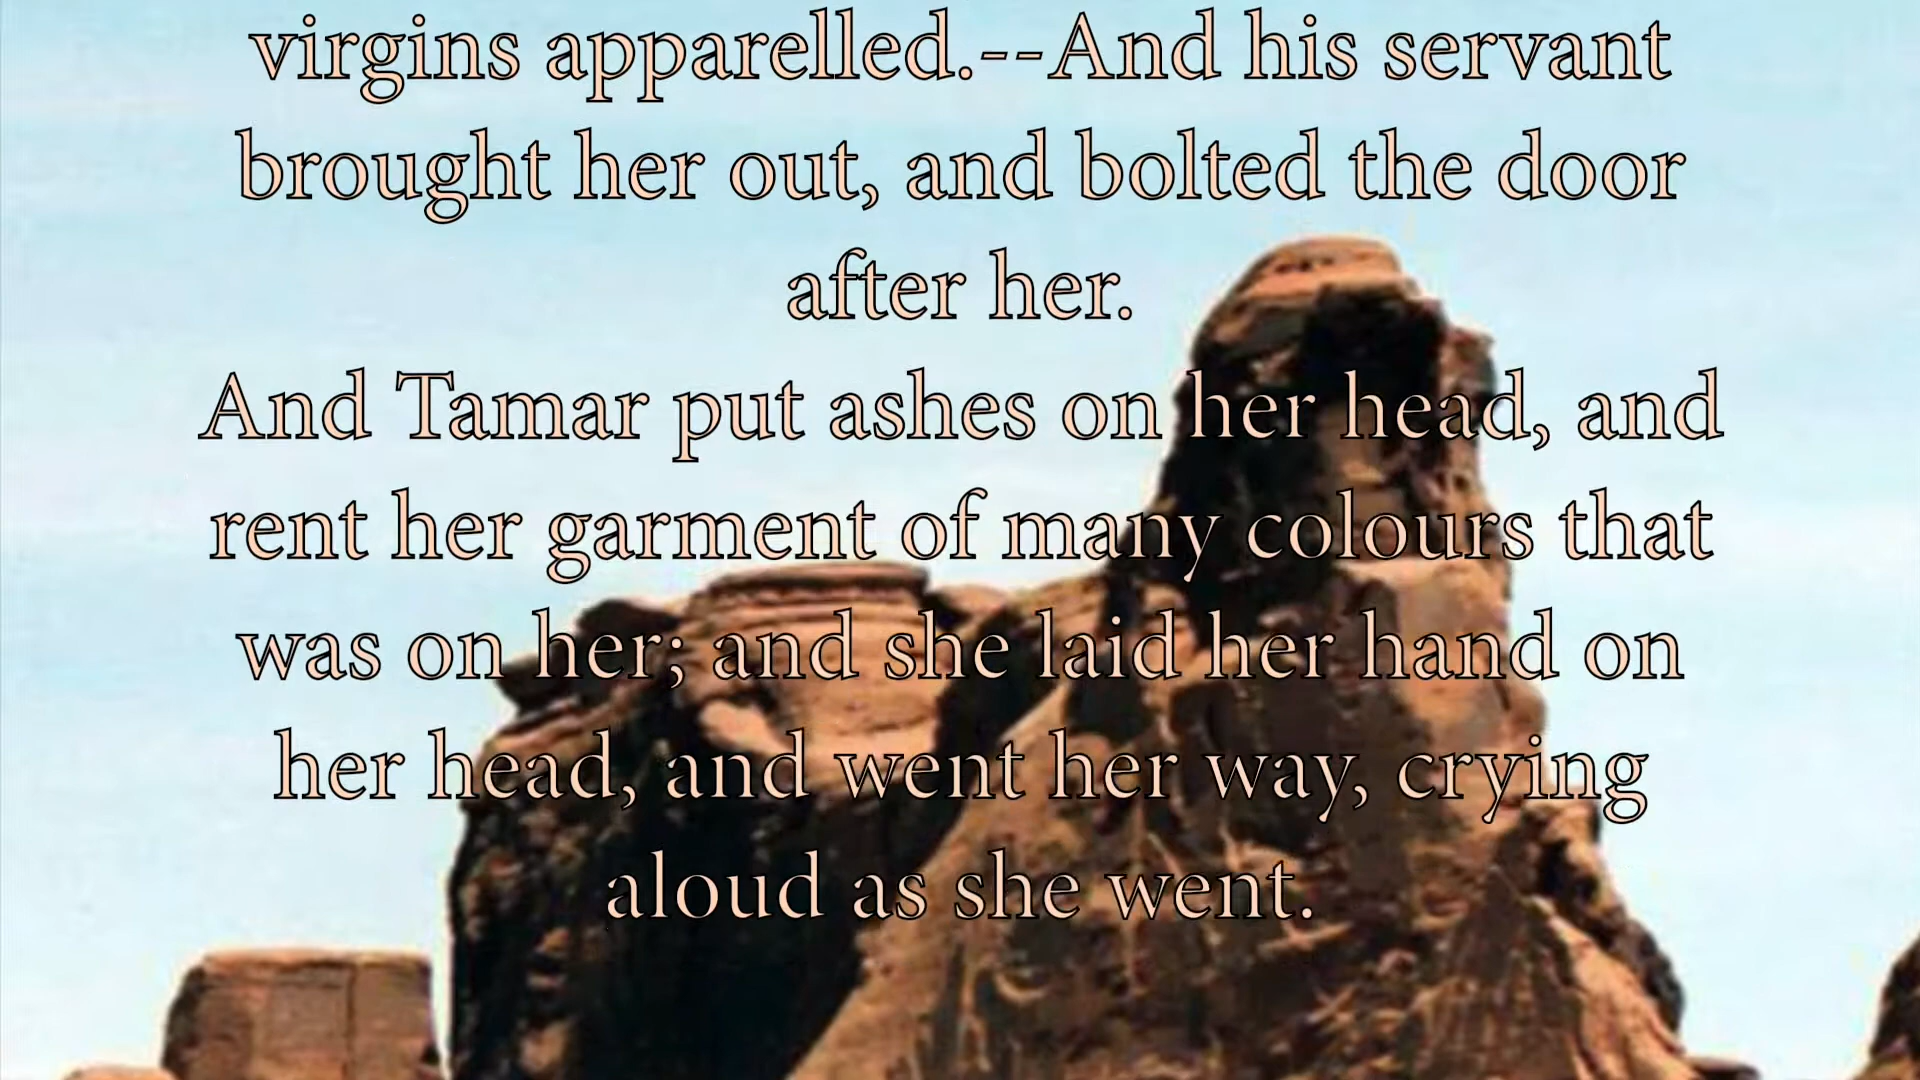 virgins apparelled.--And his servant
brought her out, and bolted the door
after her.
And Tamar put ashes on her head, and
rent her garment of many colours that
was on her; and she laid her hand on
her head, and went her way, crying
aloud as she went.